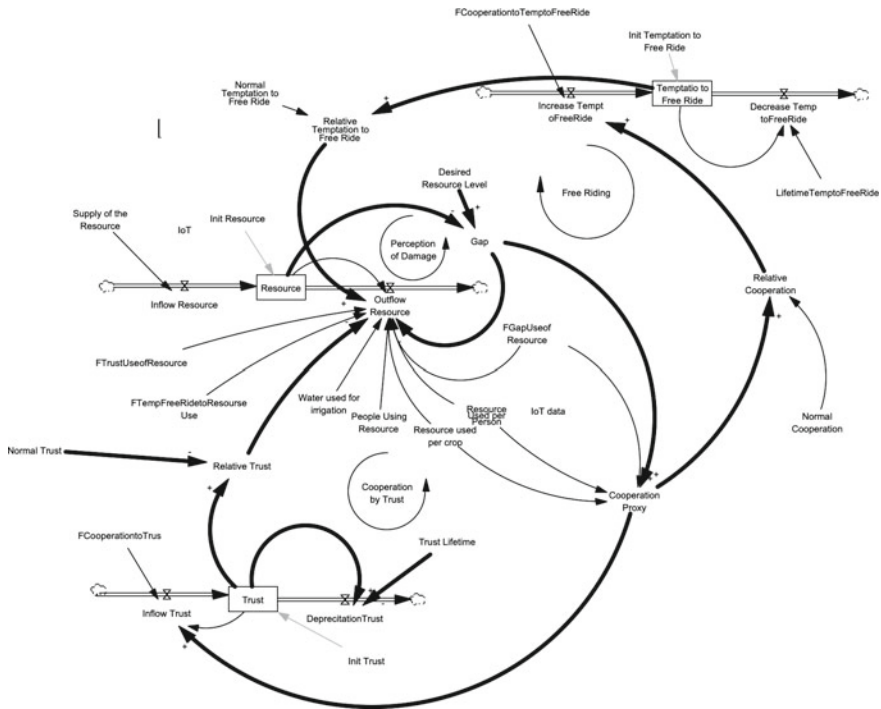 FCooperationtoTemptoFreeRide
Init Temptation to
Free Ride
Normal
Temptation to
Free Ride
Temptatio to
Free Ride
Increase Tempt
oFreeRide
Decrease Temp
toFreeRide
Relative
Temptation to
Free Ride
Desired
Resource Level
Free Riding
LifetimeTemptoFreeRide
Supply of the
Resource
IoT
Init Resource
Perception
of Damage
Gap
Resource
Inflow Resource
Outflow
Resource
Relative
Cooperation
FGapUseof
Resource
FTrustUseofResource
FTempFreeRidetoResourse
Use
Water used for
irrigation
People Using
Resource
Resource
Used per
Person
Resource used
per crop
IoT data
Normal
Cooperation
Normal Trust
Relative Trust
Cooperation
by Trust
Cooperation
Proxy
FCooperationtoTrus
Trust Lifetime
Trust
Inflow Trust
DeprecitationTrust
Init Trust